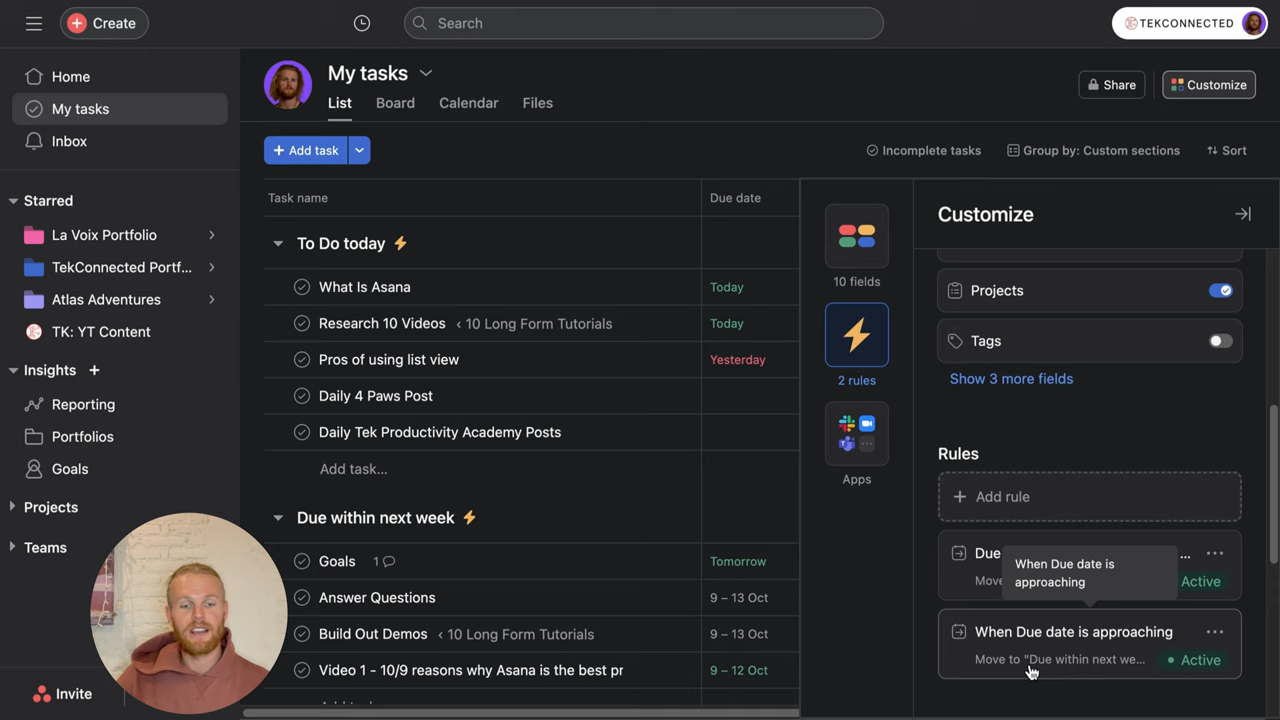 Create
Search
TEKCONNECTED
Home
My tasks
Inbox
Starred
La Voix Portfolio
TekConnected Portf...
Atlas Adventures
TK: YT Content
Insights +
Reporting
Portfolios
Goals
Projects
Teams
Invite
My tasks
List
Board
Calendar
Files
Share
Customize
+ Add task
Incomplete tasks
Group by: Custom sections
Sort
Task name
Due date
To Do today
What Is Asana
Today
Research 10 Videos ‹ 10 Long Form Tutorials
Today
Pros of using list view
Yesterday
Daily 4 Paws Post
Daily Tek Productivity Academy Posts
Add task...
Due within next week
Goals 1
Tomorrow
Answer Questions
9 – 13 Oct
Build Out Demos ‹ 10 Long Form Tutorials
9 – 13 Oct
Video 1 - 10/9 reasons why Asana is the best pr
9 – 12 Oct
10 fields
2 rules
Apps
Customize
Projects
Tags
Show 3 more fields
Rules
+ Add rule
Due
...
Move
Active
When Due date is
approaching
When Due date is approaching
Move to "Due within next we...
Active